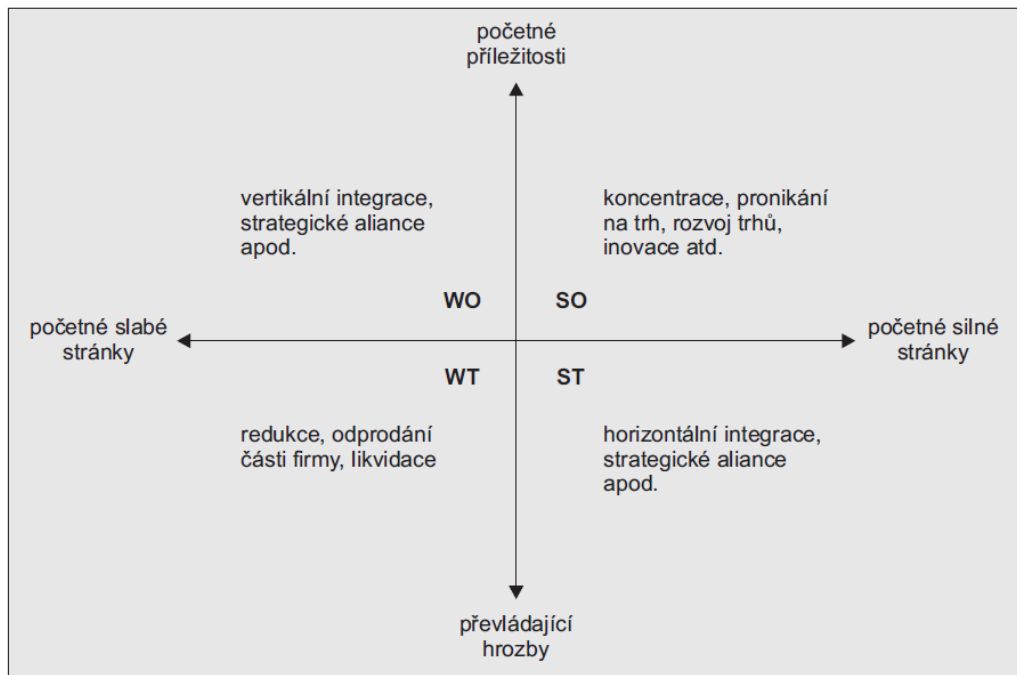 početné
příležitosti
vertikální integrace,
strategické aliance
apod.
koncentrace, pronikání
na trh, rozvoj trhů,
inovace atd.
WO
SO
početné slabé
stránky
početné silné
stránky
WT
ST
redukce, odprodání
části firmy, likvidace
horizontální integrace,
strategické aliance
apod.
převládající
hrozby